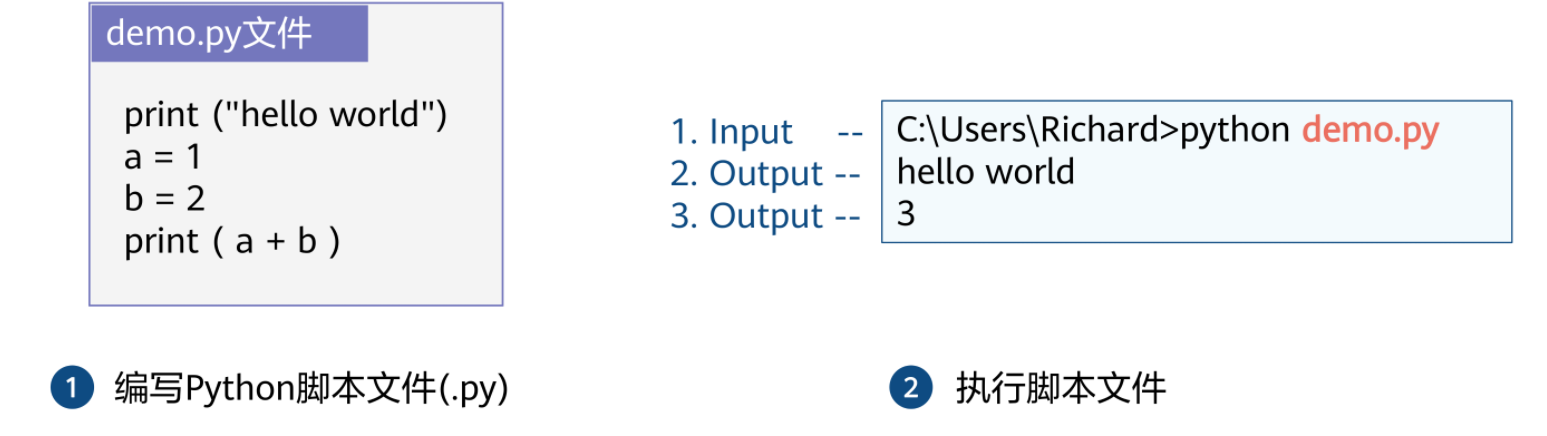 demo.py文件
print ("hello world")
a = 1
b = 2
print ( a + b )
1. Input -- C:\Users\Richard>python demo.py
2. Output -- hello world
3. Output -- 3
1 编写Python脚本文件(.py)
2 执行脚本文件